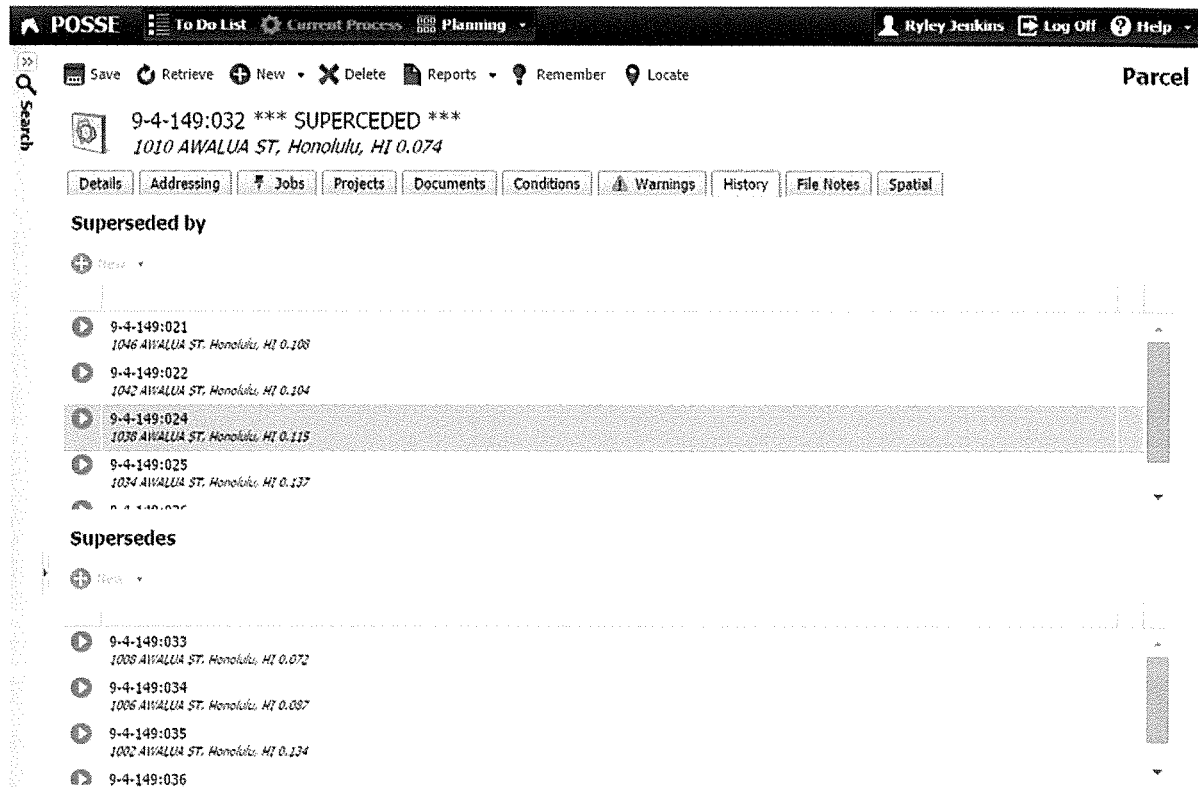 POSSE To Do List Current Process Planning Ryley Jenkins Log Off Help
Search
Save Retrieve New Delete Reports Remember Locate Parcel
9-4-149:032 *** SUPERCEDED ***
1010 AWALUA ST, Honolulu, HI 0.074
Details Addressing Jobs Projects Documents Conditions Warnings History File Notes Spatial
Superseded by
New
9-4-149:021
1046 AWALUA ST, Honolulu, HI 0.108
9-4-149:022
1042 AWALUA ST, Honolulu, HI 0.104
9-4-149:024
1038 AWALUA ST, Honolulu, HI 0.115
9-4-149:025
1034 AWALUA ST, Honolulu, HI 0.137
Supersedes
New
9-4-149:033
1008 AWALUA ST, Honolulu, HI 0.072
9-4-149:034
1006 AWALUA ST, Honolulu, HI 0.087
9-4-149:035
1002 AWALUA ST, Honolulu, HI 0.134
9-4-149:036